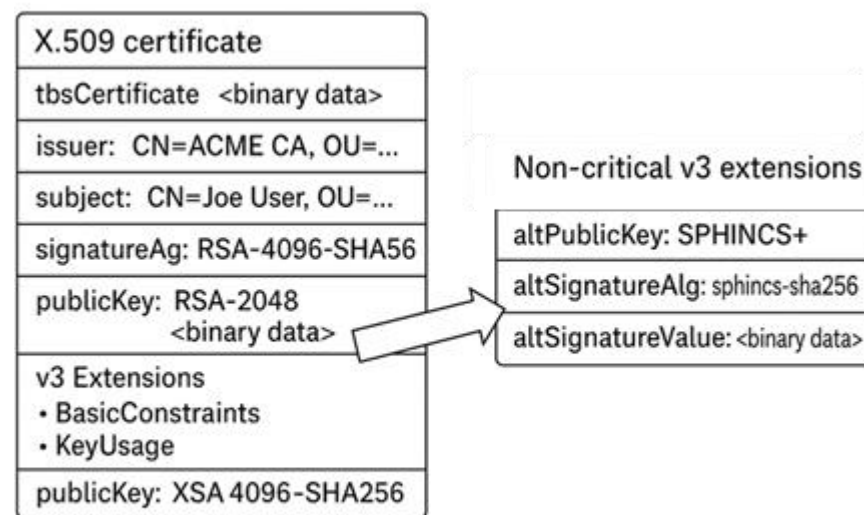 X.509 certificate
tbsCertificate <binary data>
issuer: CN=ACME CA, OU=...
subject: CN=Joe User, OU=...
signatureAg: RSA-4096-SHA56
publicKey: RSA-2048
<binary data>
v3 Extensions
• BasicConstraints
• KeyUsage
publicKey: XSA 4096-SHA256
Non-critical v3 extensions
altPublicKey: SPHINCS+
altSignatureAlg: sphincs-sha256
altSignatureValue: <binary data>